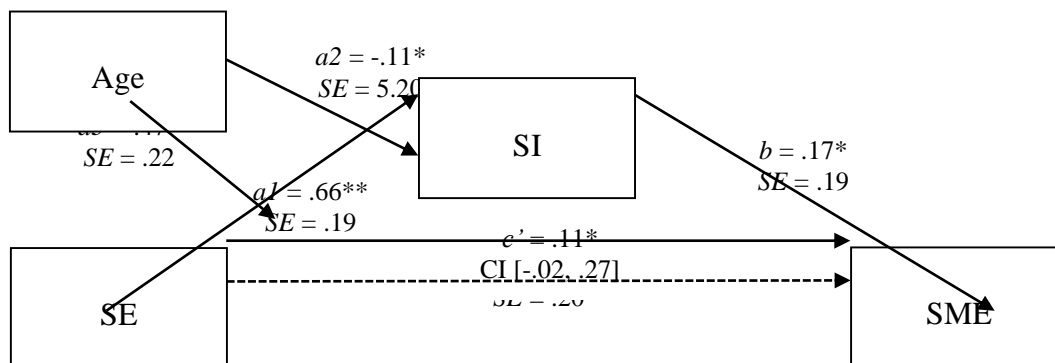 Age
a2 = -.11*
SE = 5.20
SE = .22
SI
a1 = .66**
SE = .19
b = .17*
SE = .19
c’ = .11*
CI [-.02, .27]
SE
SME